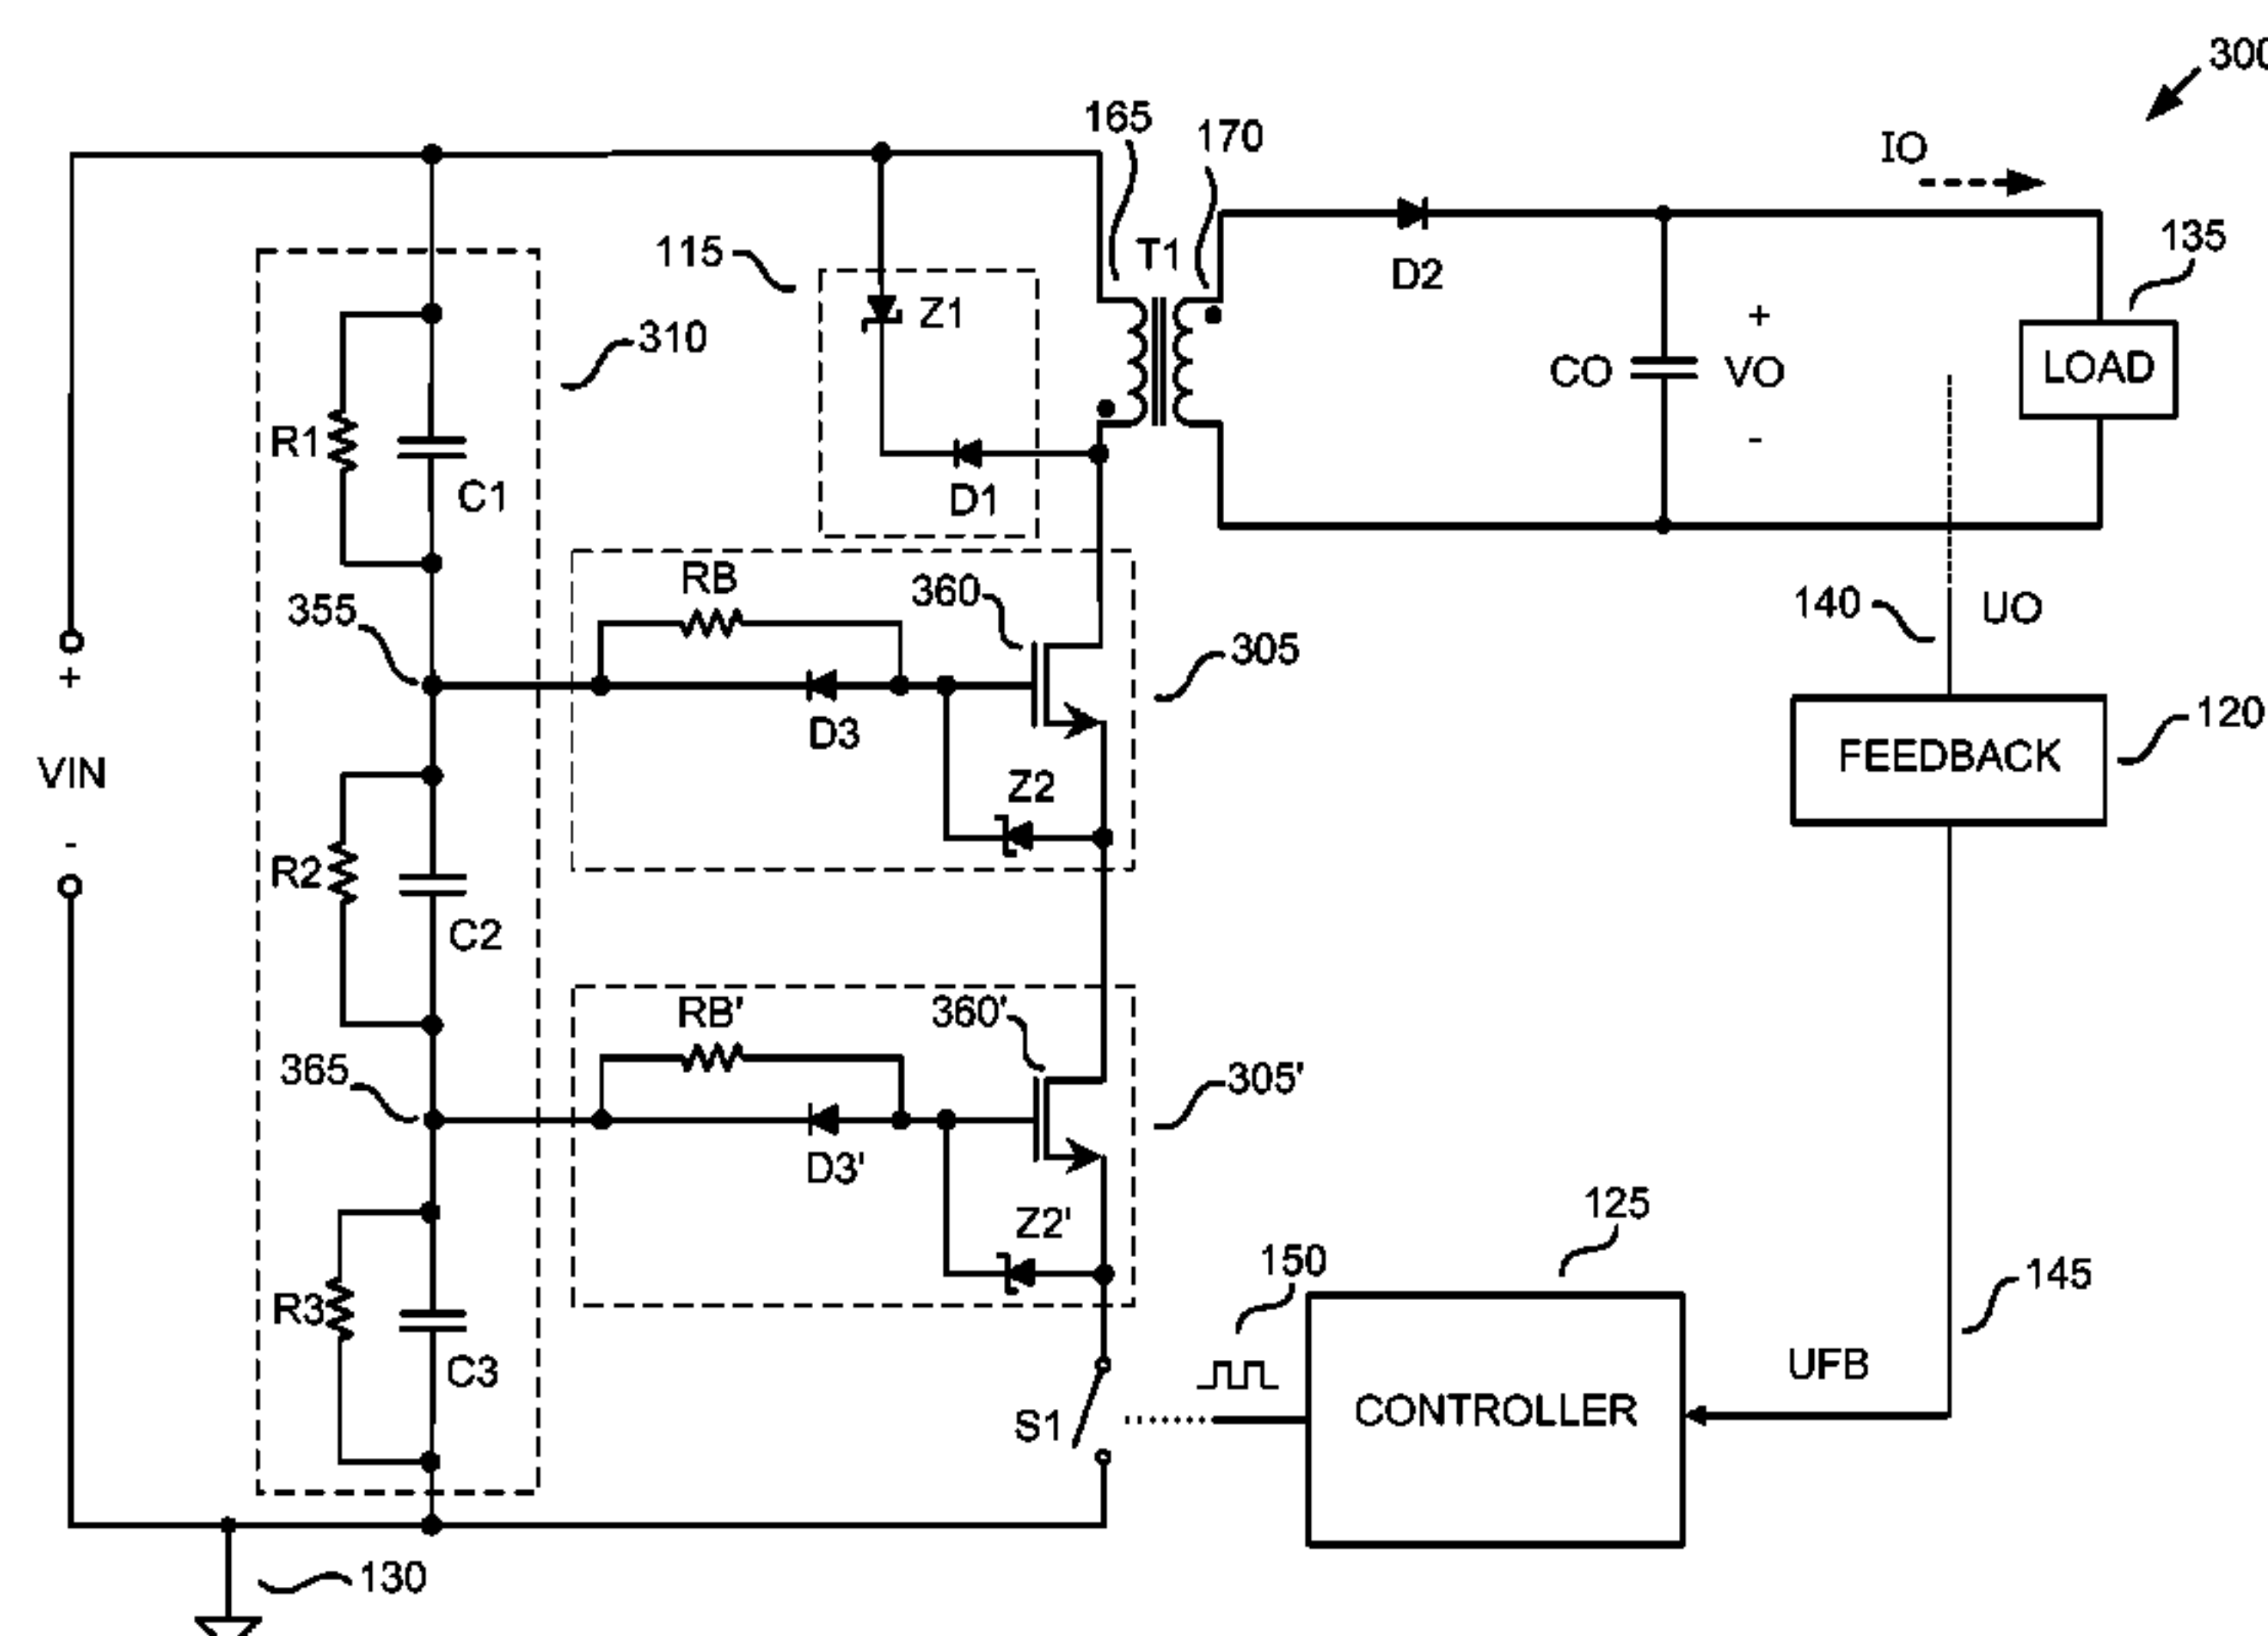 300
165
170
IO
115
T1
135
D2
Z1
310
+
CO
VO
LOAD
-
R1
C1
D1
RB
360
355
140
UO
305
+
D3
120
FEEDBACK
VIN
Z2
-
R2
C2
RB'
360'
365
305'
D3'
125
Z2'
150
145
R3
UFB
C3
S1
CONTROLLER
130